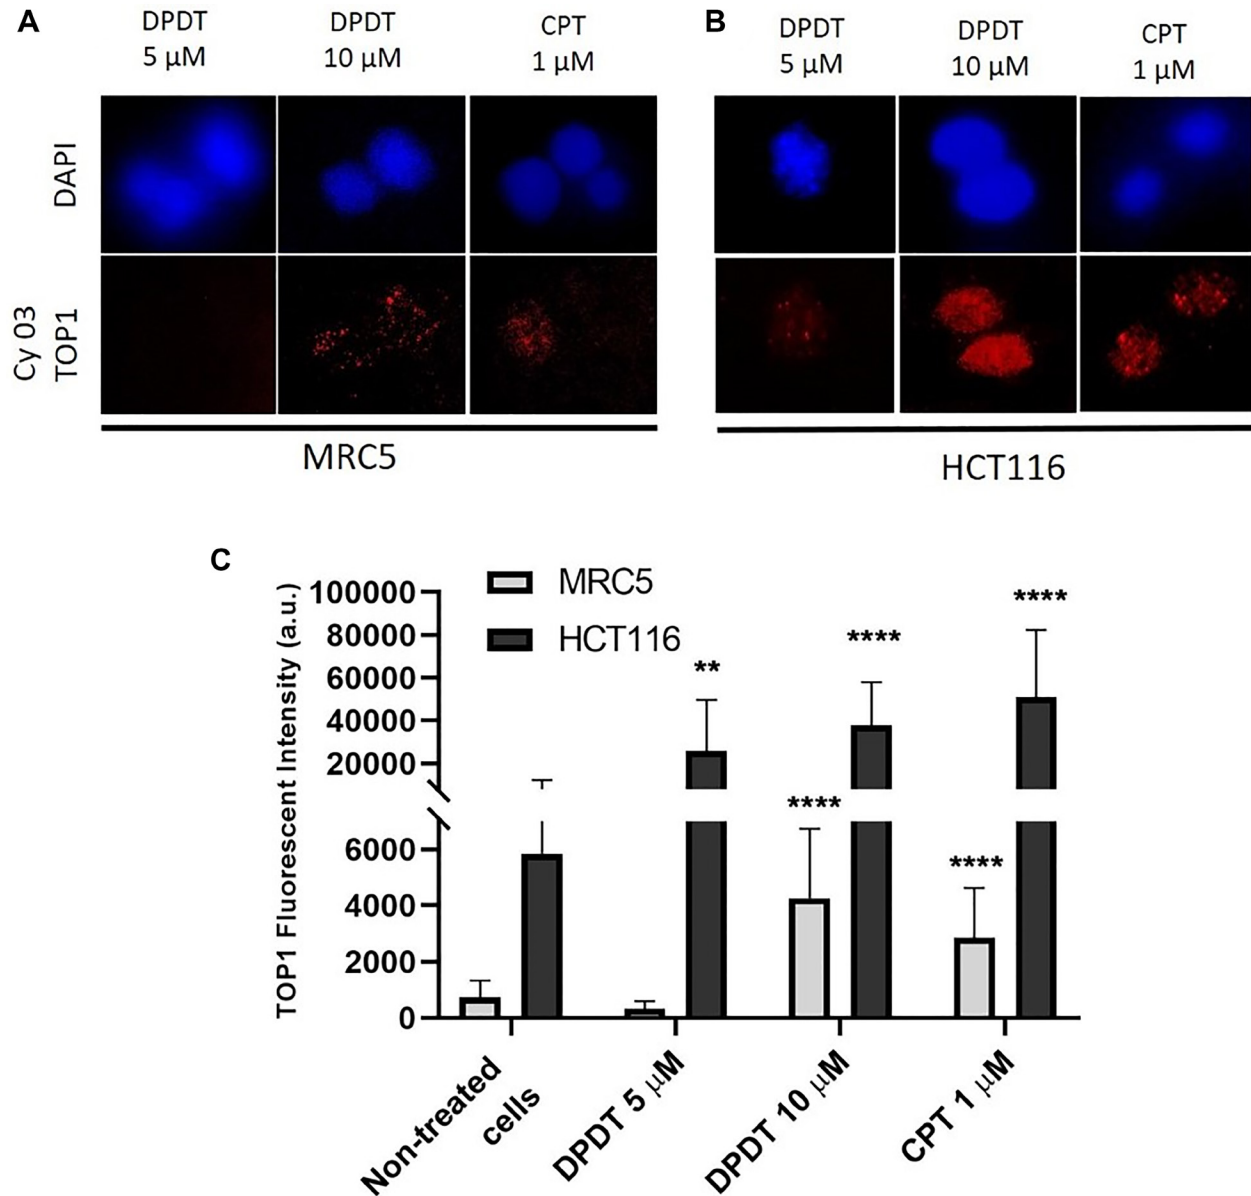 A
DPDT
5 µM
DPDT
10 µM
CPT
1 µM
DAPI
Cy 03
TOP1
MRC5
B
DPDT
5 µM
DPDT
10 µM
CPT
1 µM
HCT116
C
TOP1 Fluorescent Intensity (a.u.)
100000
80000
60000
40000
20000
6000
4000
2000
0
MRC5
HCT116
**
****
****
****
****
Non-treated
cells
DPDT 5 µM
DPDT 10 µM
CPT 1 µM